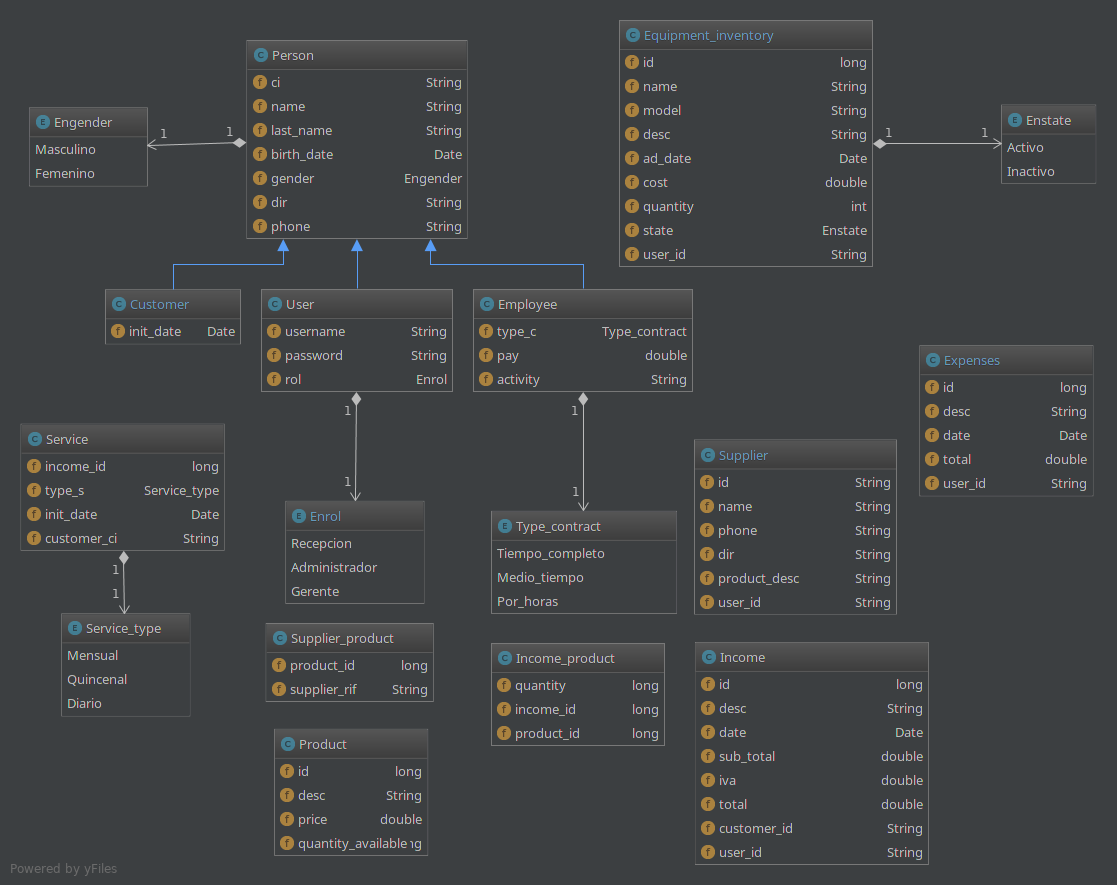 Person
ci String
name String
last_name String
birth_date Date
gender Engender
dir String
phone String
Engender
Masculino
Femenino
1
1
Equipment_inventory
id long
name String
model String
desc String
ad_date Date
cost double
quantity int
state Enstate
user_id String
1
1
Enstate
Activo
Inactivo
Customer
init_date Date
User
username String
password String
rol Enrol
Employee
type_c Type_contract
pay double
activity String
Expenses
id long
desc String
date Date
total double
user_id String
1
1
1
1
Service
income_id long
type_s Service_type
init_date Date
customer_ci String
1
1
Service_type
Mensual
Quincenal
Diario
Enrol
Recepcion
Administrador
Gerente
Type_contract
Tiempo_completo
Medio_tiempo
Por_horas
Supplier
id String
name String
phone String
dir String
product_desc String
user_id String
Supplier_product
product_id long
supplier_rif String
Income_product
quantity long
income_id long
product_id long
Income
id long
desc String
date Date
sub_total double
iva double
total double
customer_id String
user_id String
Product
id long
desc String
price double
quantity_available
Powered by yFiles